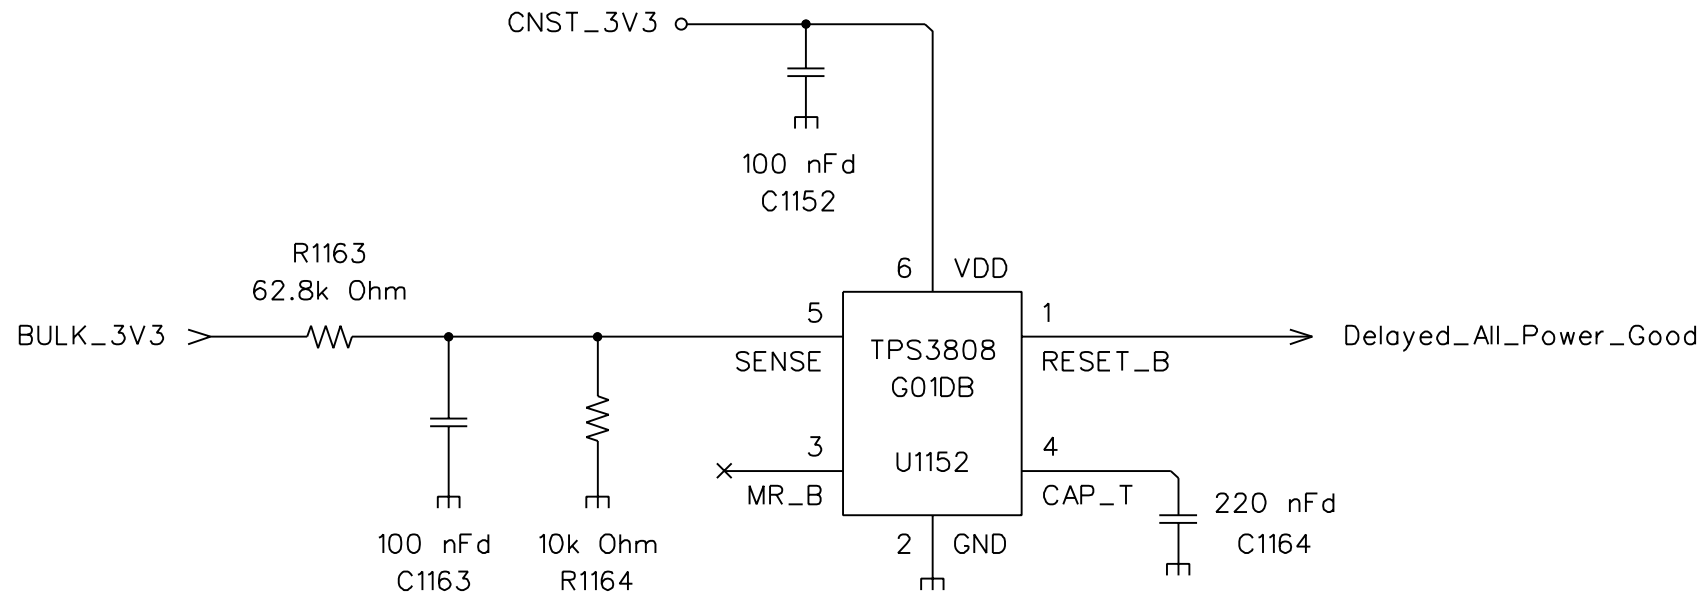 CNST_3V3
100 nFd
C1152
R1163
62.8k Ohm
6 VDD
BULK_3V3
5
SENSE
TPS3808
G01DB
U1152
1
RESET_B
Delayed_All_Power_Good
3
MR_B
4
CAP_T
220 nFd
C1164
2 GND
100 nFd
C1163
10k Ohm
R1164